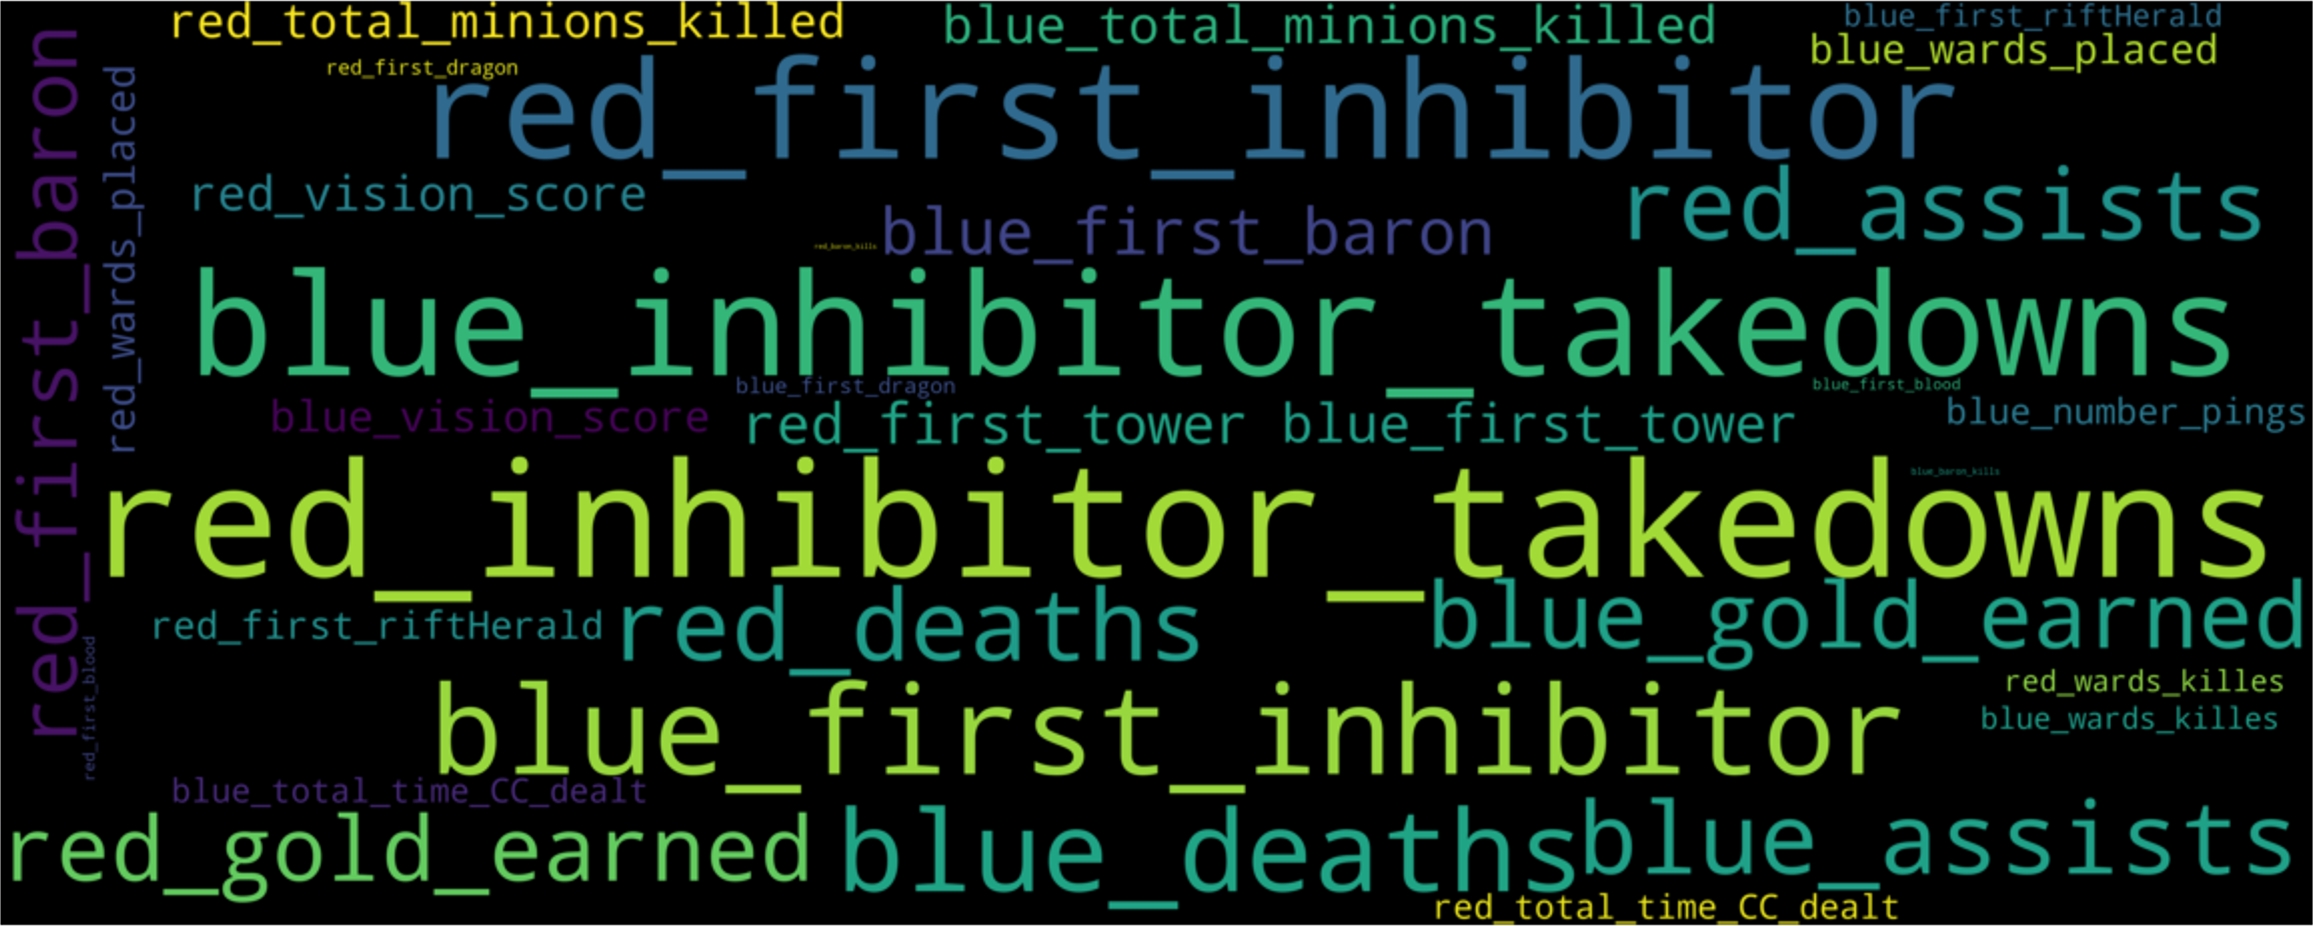 red_total_minions_killed
blue_total_minions_killed
blue_first_riftHerald
blue_wards_placed
red_first_dragon
red_first_inhibitor
red_first_baron
red_wards_placed
red_vision_score
red_assists
blue_first_baron
red_baron_kills
blue_inhibitor_takedowns
blue_first_dragon
blue_first_blood
blue_vision_score
red_first_tower
blue_first_tower
blue_number_pings
blue_baron_kills
red_inhibitor_takedowns
red_first_riftHerald
red_deaths
blue_gold_earned
red_first_blood
red_wards_killes
blue_wards_killes
blue_first_inhibitor
blue_total_time_CC_dealt
red_gold_earned
blue_deaths
blue_assists
red_total_time_CC_dealt